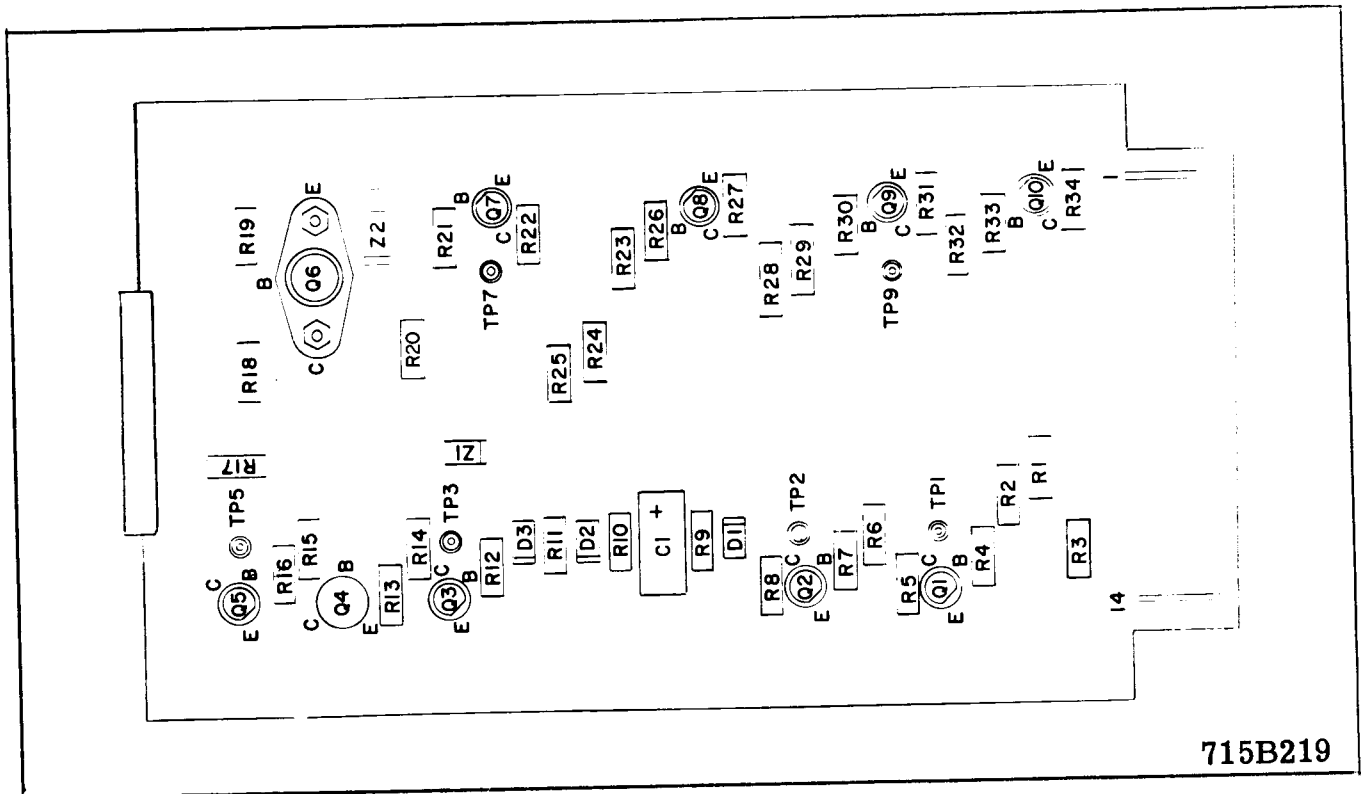 R19
E
Z2
Q6
B
C
R18
R20
R21
B
E
Q7
C
R22
TP7
R23
R26
R24
R25
B
Q8
E
C
R27
R28
R29
R30
B
Q9
E
C
R31
TP9
R32
R33
B
Q10
E
C
R34
1
R17
TP5
C
B
Q5
E
R16
R15
C
B
Q4
E
R13
R14
Z1
TP3
C
B
Q3
E
R12
D3
R11
D2
R10
C1 +
R9
D1
R8
TP2
C
B
Q2
E
R7
R6
R5
TP1
C
B
Q1
E
R4
R2
R1
R3
14
715B219